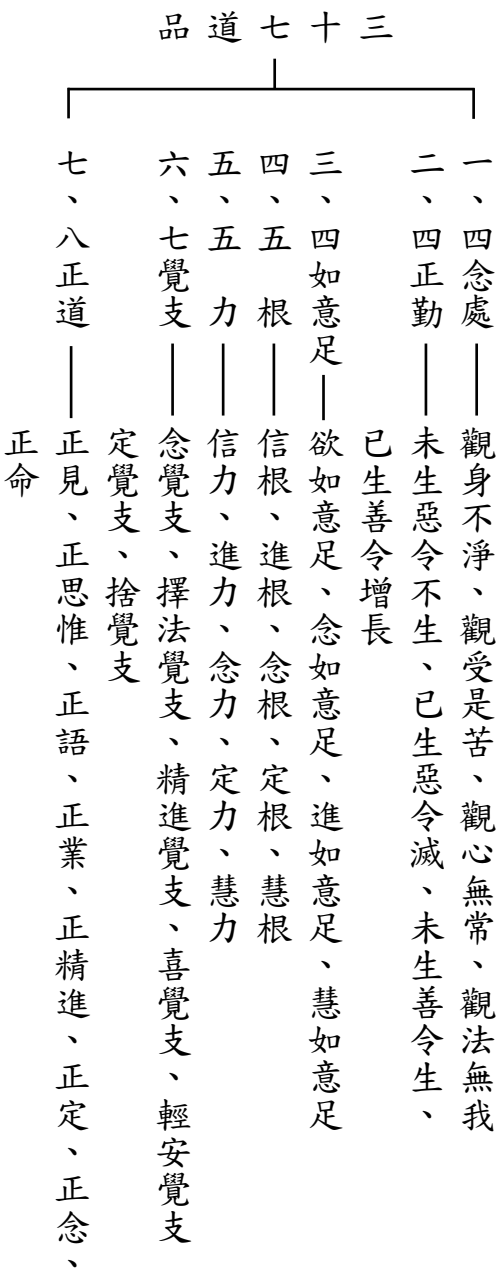 三十七道品
一、四念處——觀身不淨、觀受是苦、觀心無常、觀法無我
二、四正勤——未生惡令不生、已生惡令滅、未生善令生、
已生善令增長
三、四如意足—欲如意足、念如意足、進如意足、慧如意足
四、五根——信根、進根、念根、定根、慧根
五、五力——信力、進力、念力、定力、慧力
六、七覺支——念覺支、擇法覺支、精進覺支、喜覺支、輕安覺支
定覺支、捨覺支
七、八正道——正見、正思惟、正語、正業、正精進、正定、正念、
正命